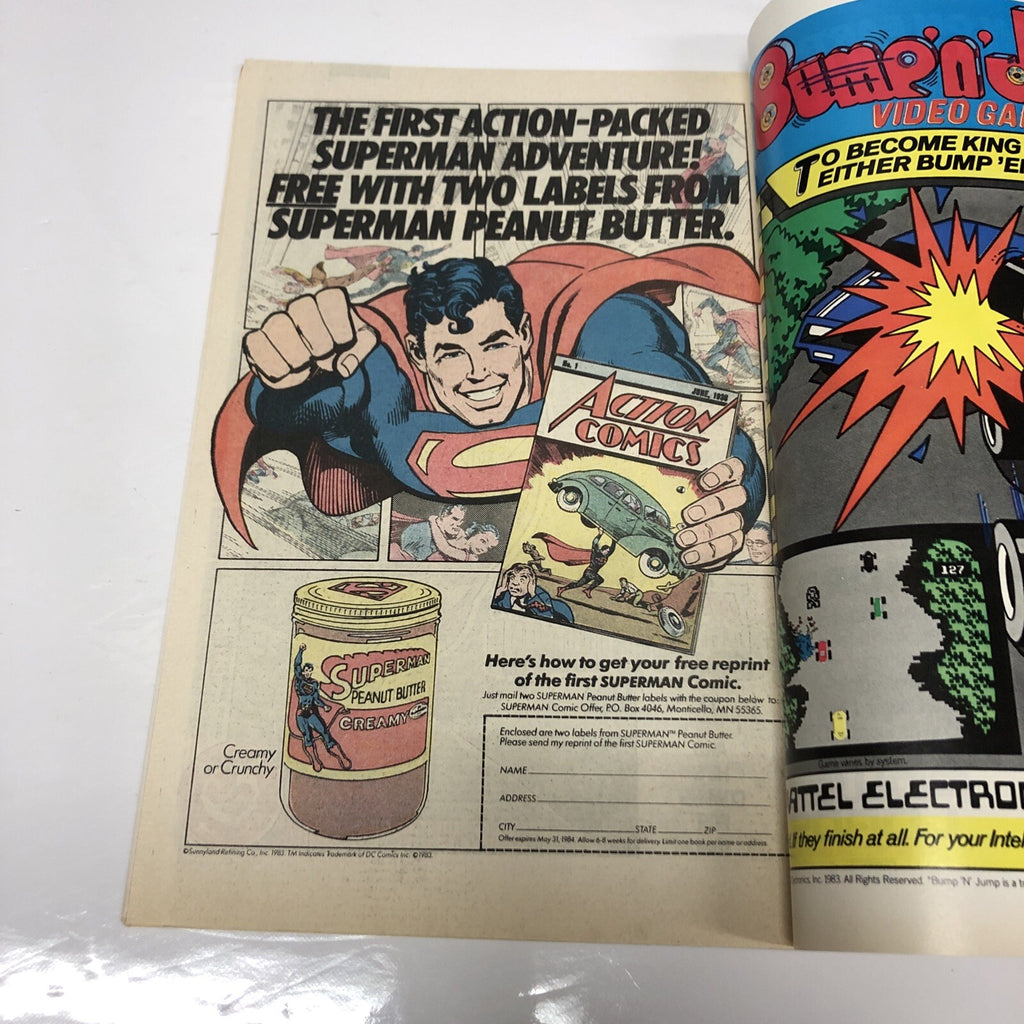 THE FIRST ACTION-PACKED
SUPERMAN™ ADVENTURE!
FREE WITH TWO LABELS FROM
SUPERMAN PEANUT BUTTER.
No. 1
JUNE, 1938
ACTION
COMICS
SUPERMAN
PEANUT BUTTER
CREAMY
Creamy
or Crunchy
Here's how to get your free reprint
of the first SUPERMAN Comic.
Just mail two SUPERMAN Peanut Butter labels with the coupon below to:
SUPERMAN Comic Offer, P.O. Box 4046, Monticello, MN 55365.
Enclosed are two labels from SUPERMAN™ Peanut Butter.
Please send my reprint of the first SUPERMAN Comic.
NAME
ADDRESS
CITY STATE ZIP
Offer expires May 31, 1984. Allow 6-8 weeks for delivery. Limit one book per name or address.
©Sunnyland Refining Co., Inc. 1983. TM indicates Trademark of DC Comics Inc. ©1983.
BUMP 'N' J
VIDEO GA
TO BECOME KING
EITHER BUMP 'E
127
Game varies by system.
ATTEL ELECTRO
If they finish at all. For your Inte
ctronics, Inc. 1983. All Rights Reserved. "Bump 'N' Jump is a t